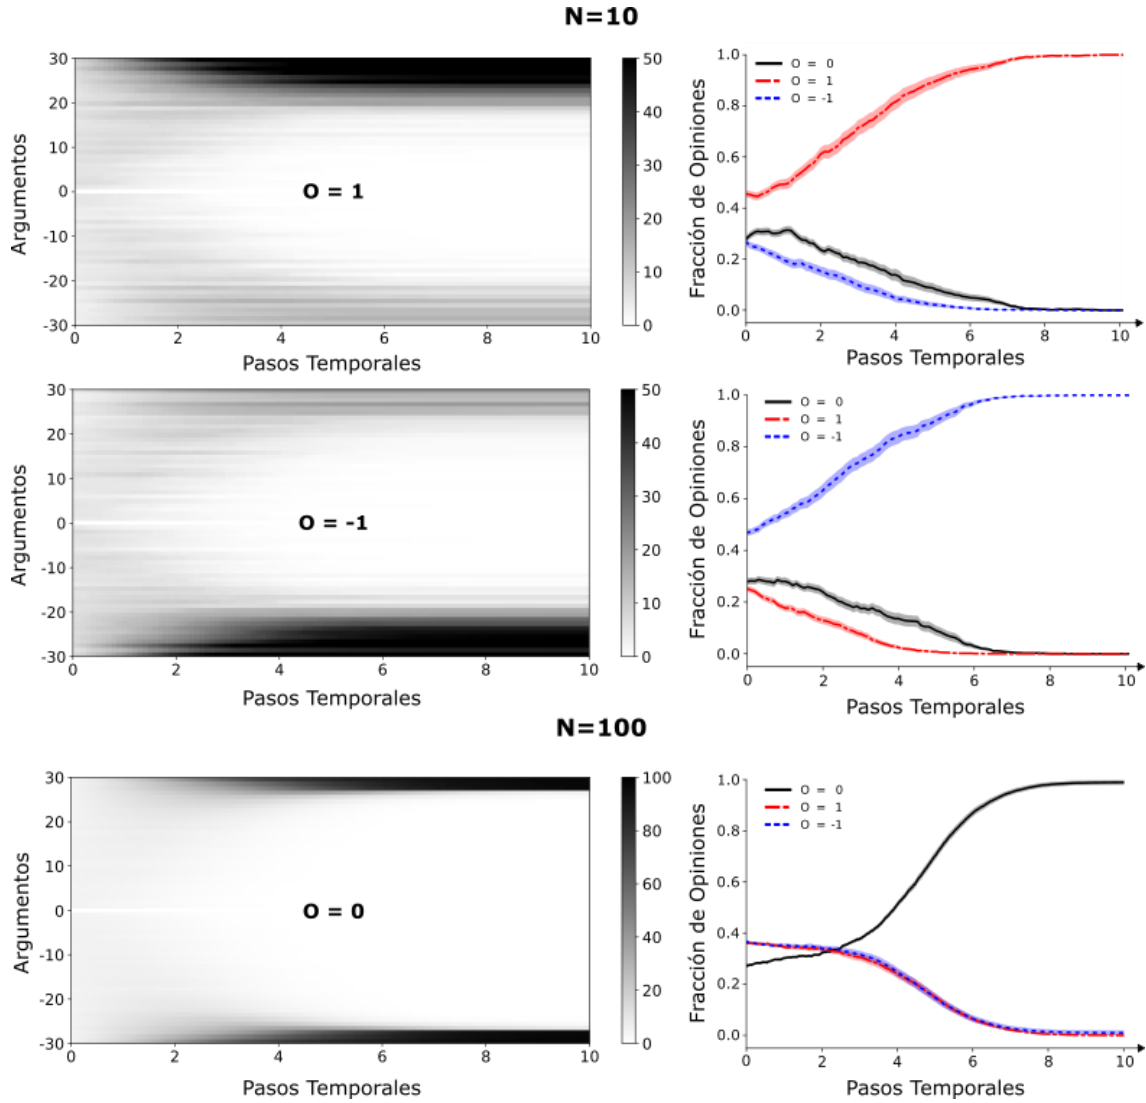 N=10
30
20
10
0
-10
-20
-30
Argumentos
O = 1
0 2 4 6 8 10
Pasos Temporales
50
40
30
20
10
0
Fracción de Opiniones
1.0
0.8
0.6
0.4
0.2
0.0
O = 0
O = 1
O = -1
0 2 4 6 8 10
Pasos Temporales
30
20
10
0
-10
-20
-30
Argumentos
O = -1
0 2 4 6 8 10
Pasos Temporales
50
40
30
20
10
0
Fracción de Opiniones
1.0
0.8
0.6
0.4
0.2
0.0
O = 0
O = 1
O = -1
0 2 4 6 8 10
Pasos Temporales
N=100
30
20
10
0
-10
-20
-30
Argumentos
O = 0
0 2 4 6 8 10
Pasos Temporales
100
80
60
40
20
0
Fracción de Opiniones
1.0
0.8
0.6
0.4
0.2
0.0
O = 0
O = 1
O = -1
0 2 4 6 8 10
Pasos Temporales